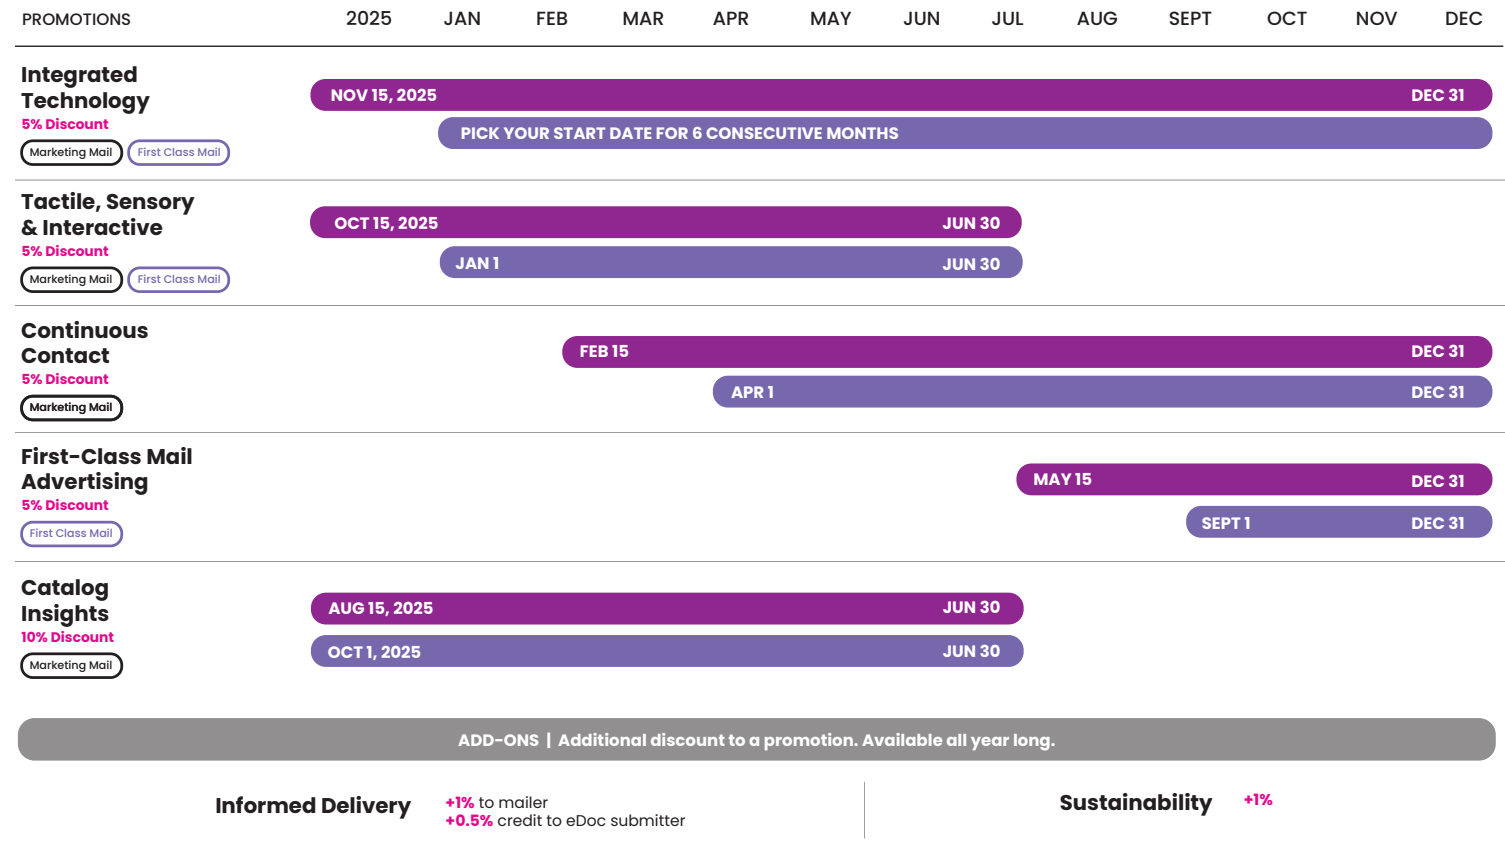 PROMOTIONS 2025 JAN FEB MAR APR MAY JUN JUL AUG SEPT OCT NOV DEC
Integrated
Technology
5% Discount
Marketing Mail First Class Mail
NOV 15, 2025 DEC 31
PICK YOUR START DATE FOR 6 CONSECUTIVE MONTHS
Tactile, Sensory
& Interactive
5% Discount
Marketing Mail First Class Mail
OCT 15, 2025 JUN 30
JAN 1 JUN 30
Continuous
Contact
5% Discount
Marketing Mail
FEB 15 DEC 31
APR 1 DEC 31
First-Class Mail
Advertising
5% Discount
First Class Mail
MAY 15 DEC 31
SEPT 1 DEC 31
Catalog
Insights
10% Discount
Marketing Mail
AUG 15, 2025 JUN 30
OCT 1, 2025 JUN 30
ADD-ONS | Additional discount to a promotion. Available all year long.
Informed Delivery
+1% to mailer
+0.5% credit to eDoc submitter
Sustainability +1%